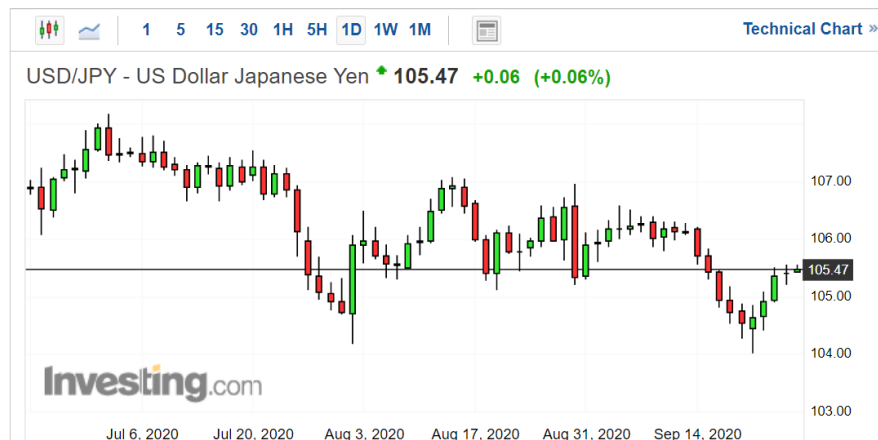 1 5 15 30 1H 5H 1D 1W 1M Technical Chart »
USD/JPY - US Dollar Japanese Yen 105.47 +0.06 (+0.06%)
107.00
106.00
105.47
105.00
104.00
103.00
Investing.com
Jul 6, 2020 Jul 20, 2020 Aug 3, 2020 Aug 17, 2020 Aug 31, 2020 Sep 14, 2020